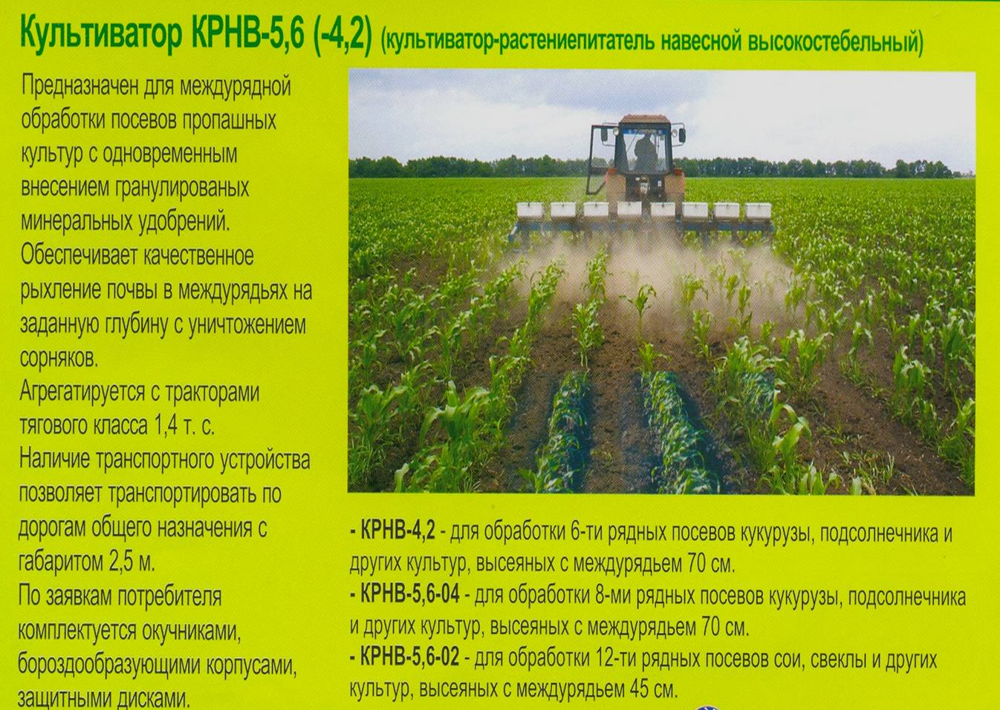 Культиватор КРНВ-5,6 (-4,2) (культиватор-растениепитатель навесной высокостебельный)
Предназначен для междурядной
обработки посевов пропашных
культур с одновременным
внесением гранулированых
минеральных удобрений.
Обеспечивает качественное
рыхление почвы в междурядьях на
заданную глубину с уничтожением
сорняков.
Агрегатируется с тракторами
тягового класса 1,4 т. с.
Наличие транспортного устройства
позволяет транспортировать по
дорогам общего назначения с
габаритом 2,5 м.
По заявкам потребителя
комплектуется окучниками,
бороздообразующими корпусами,
защитными дисками.
- КРНВ-4,2 - для обработки 6-ти рядных посевов кукурузы, подсолнечника и
других культур, высеяных с междурядьем 70 см.
- КРНВ-5,6-04 - для обработки 8-ми рядных посевов кукурузы, подсолнечника
и других культур, высеяных с междурядьем 70 см.
- КРНВ-5,6-02 - для обработки 12-ти рядных посевов сои, свеклы и других
культур, высеяных с междурядьем 45 см.